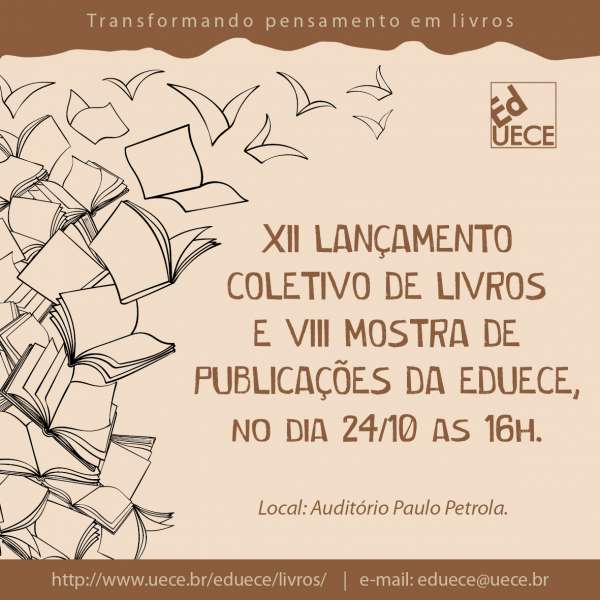 Transformando pensamento em livros
Ed
UECE
XII LANÇAMENTO
COLETIVO DE LIVROS
E VIII MOSTRA DE
PUBLICAÇÕES DA EDUECE,
NO DIA 24/10 AS 16H.
Local: Auditório Paulo Petrola.
http://www.uece.br/eduece/livros/ | e-mail: eduece@uece.br